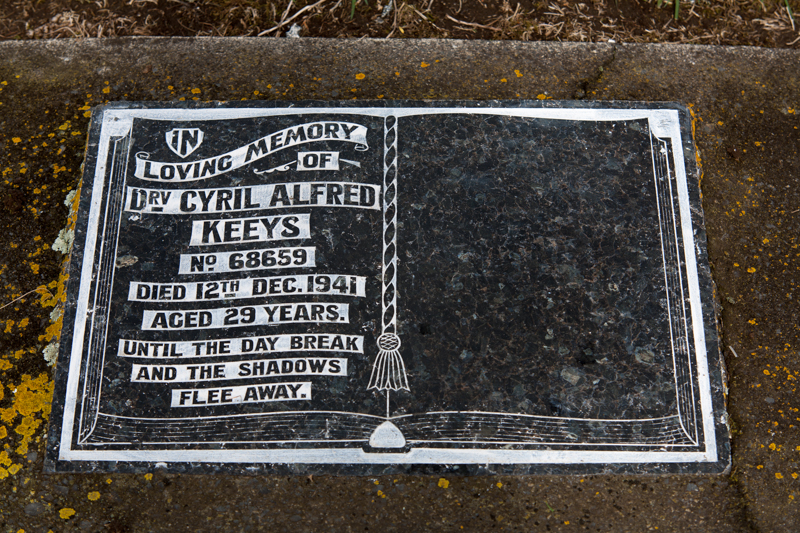 IN
LOVING MEMORY
OF
DRV CYRIL ALFRED
KEEYS
NO 68659
DIED 12TH DEC. 1941
AGED 29 YEARS.
UNTIL THE DAY BREAK
AND THE SHADOWS
FLEE AWAY.